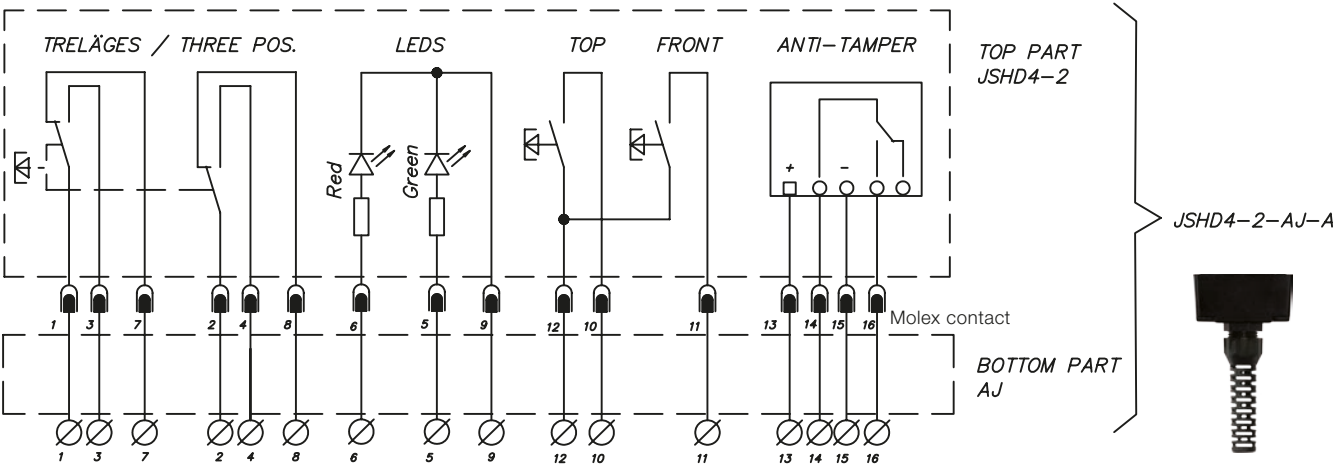 TRELÄGES / THREE POS.
LEDS
TOP
FRONT
ANTI-TAMPER
TOP PART
JSHD4-2
Red
Green
+
-
JSHD4-2-AJ-A
1 3 7 2 4 8 6 5 9 12 10 11 13 14 15 16
Molex contact
BOTTOM PART
AJ
1 3 7 2 4 8 6 5 9 12 10 11 13 14 15 16